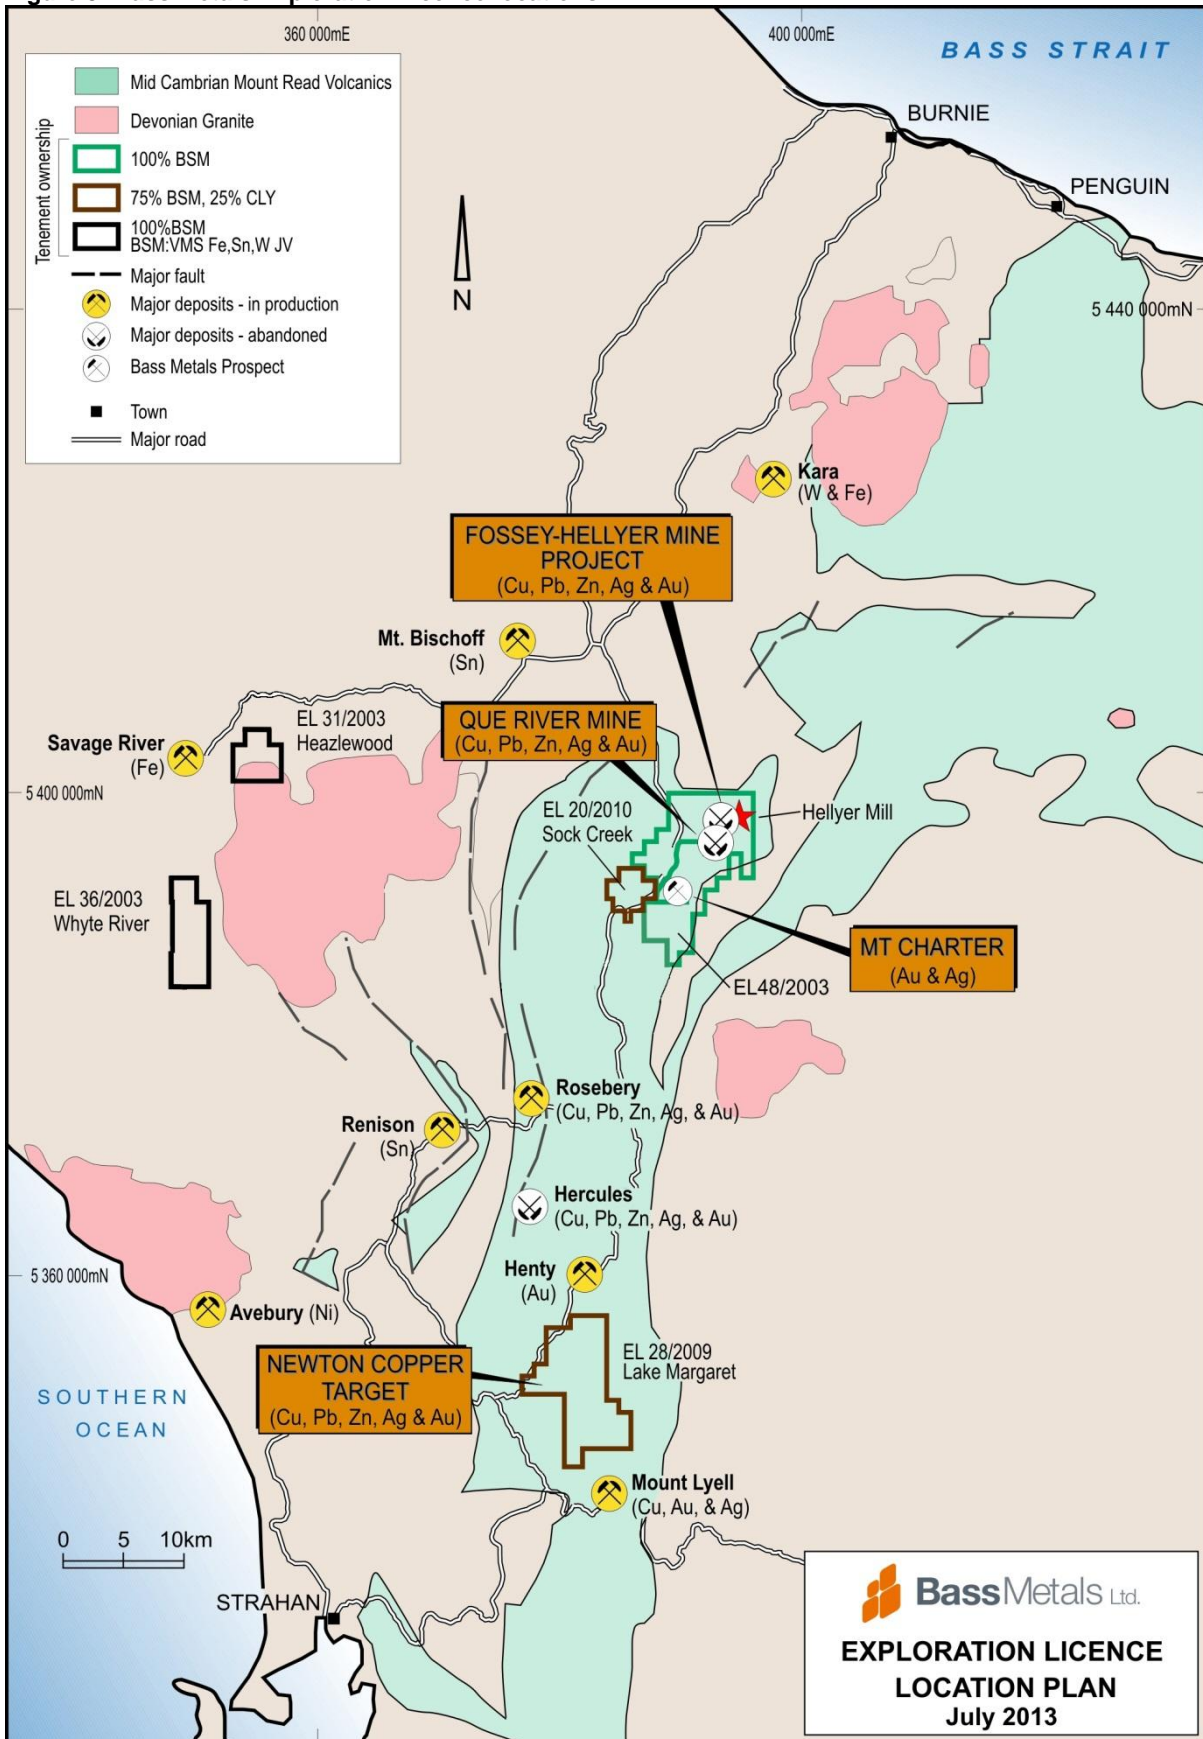 360 000mE
400 000mE
BASS STRAIT
Mid Cambrian Mount Read Volcanics
Devonian Granite
Tenement ownership
100% BSM
75% BSM, 25% CLY
100%BSM
BSM:VMS Fe,Sn,W JV
Major fault
Major deposits - in production
Major deposits - abandoned
Bass Metals Prospect
Town
Major road
N
BURNIE
PENGUIN
5 440 000mN
Kara
(W & Fe)
FOSSEY-HELLYER MINE
PROJECT
(Cu, Pb, Zn, Ag & Au)
Mt. Bischoff
(Sn)
QUE RIVER MINE
(Cu, Pb, Zn, Ag & Au)
EL 31/2003
Heazlewood
Savage River
(Fe)
5 400 000mN
EL 20/2010
Sock Creek
Hellyer Mill
EL 36/2003
Whyte River
MT CHARTER
(Au & Ag)
EL48/2003
Rosebery
(Cu, Pb, Zn, Ag, & Au)
Renison
(Sn)
Hercules
(Cu, Pb, Zn, Ag, & Au)
Henty
(Au)
5 360 000mN
Avebury (Ni)
EL 28/2009
Lake Margaret
NEWTON COPPER
TARGET
(Cu, Pb, Zn, Ag & Au)
SOUTHERN
OCEAN
Mount Lyell
(Cu, Au, & Ag)
0 5 10km
STRAHAN
BassMetals Ltd.
EXPLORATION LICENCE
LOCATION PLAN
July 2013